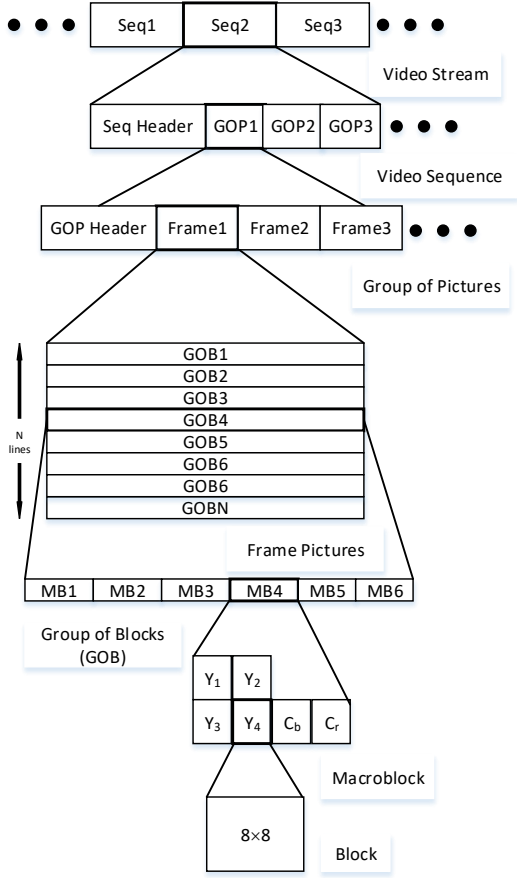 Seq1 Seq2 Seq3
Video Stream
Seq Header GOP1 GOP2 GOP3
Video Sequence
GOP Header Frame1 Frame2 Frame3
Group of Pictures
GOB1
GOB2
GOB3
GOB4
GOB5
GOB6
GOB6
GOBN
N
lines
Frame Pictures
MB1 MB2 MB3 MB4 MB5 MB6
Group of Blocks
(GOB)
Y1 Y2
Y3 Y4 Cb Cr
Macroblock
8×8
Block